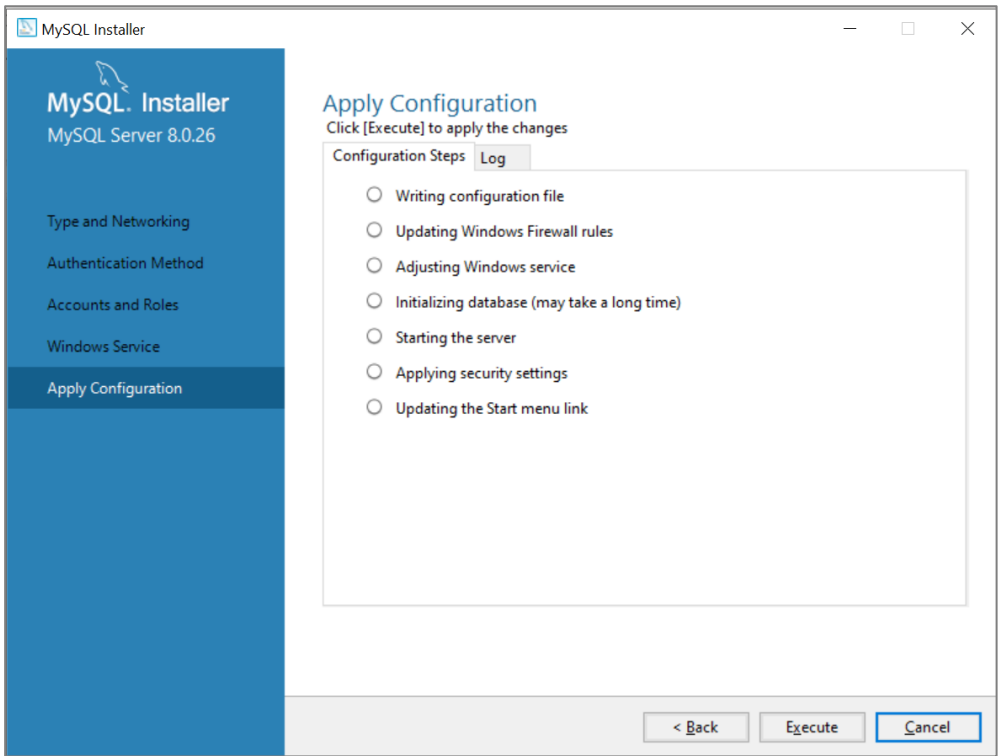 MySQL Installer
MySQL. Installer
MySQL Server 8.0.26
Type and Networking
Authentication Method
Accounts and Roles
Windows Service
Apply Configuration
Apply Configuration
Click [Execute] to apply the changes
Configuration Steps Log
Writing configuration file
Updating Windows Firewall rules
Adjusting Windows service
Initializing database (may take a long time)
Starting the server
Applying security settings
Updating the Start menu link
< Back Execute Cancel